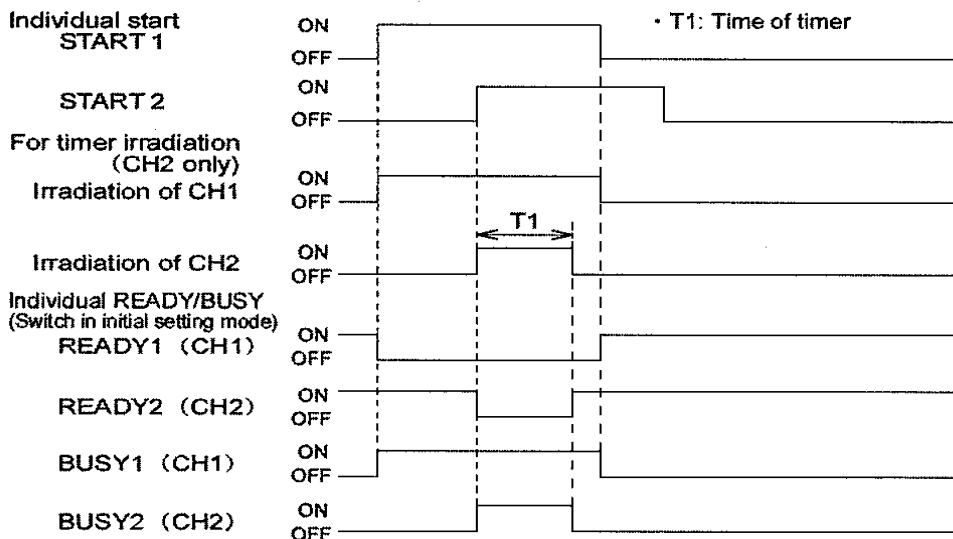 Individual start
START 1
ON
OFF
・T1: Time of timer
START 2
ON
OFF
For timer irradiation
(CH2 only)
Irradiation of CH1
ON
OFF
T1
Irradiation of CH2
ON
OFF
Individual READY/BUSY
(Switch in initial setting mode)
READY1 (CH1)
ON
OFF
READY2 (CH2)
ON
OFF
BUSY1 (CH1)
ON
OFF
BUSY2 (CH2)
ON
OFF